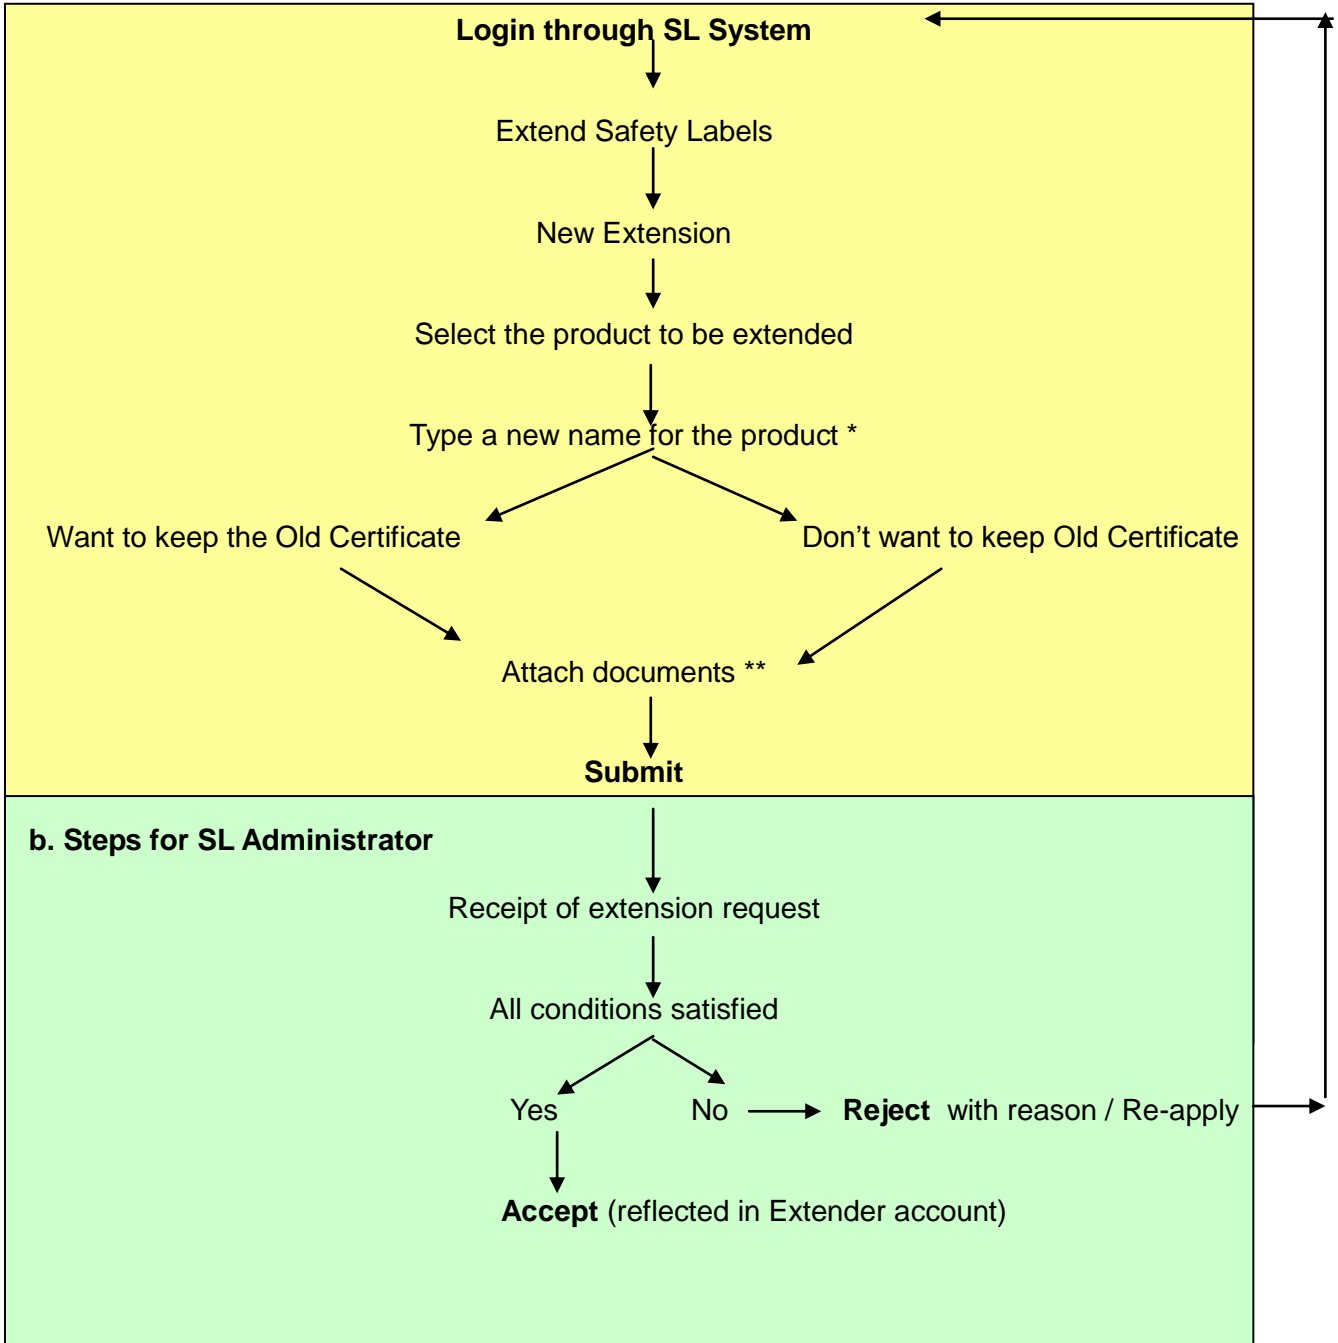 Login through SL System
Extend Safety Labels
New Extension
Select the product to be extended
Type a new name for the product *
Want to keep the Old Certificate
Don’t want to keep Old Certificate
Attach documents **
Submit
b. Steps for SL Administrator
Receipt of extension request
All conditions satisfied
Yes
No
Reject with reason / Re-apply
Accept (reflected in Extender account)